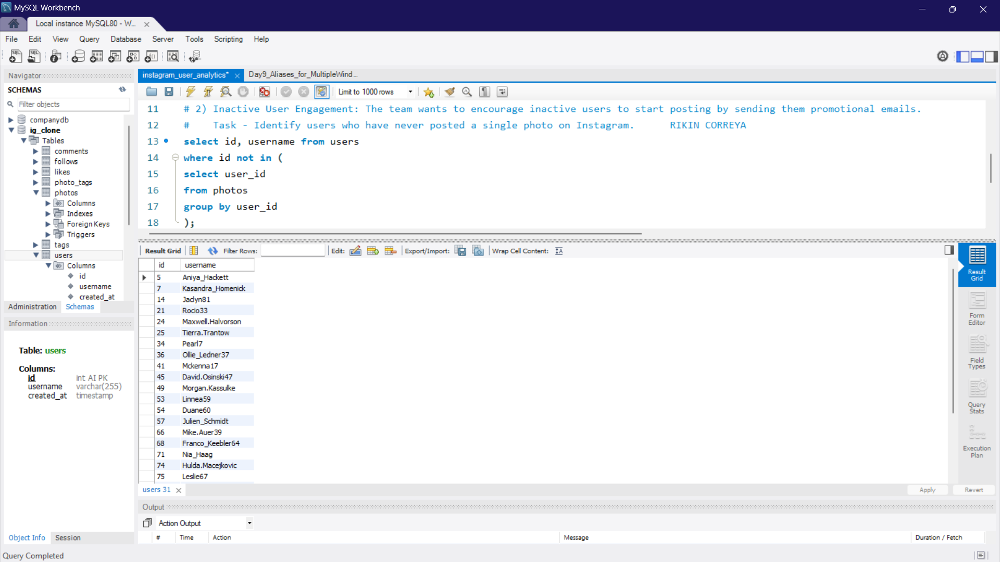 MySQL Workbench
Local instance MySQL80 - W...
File Edit View Query Database Server Tools Scripting Help
Navigator
SCHEMAS
Filter objects
companydb
ig_clone
Tables
comments
follows
likes
photo_tags
photos
Columns
Indexes
Foreign Keys
Triggers
tags
users
Columns
id
username
created_at
Administration Schemas
Information
Table: users
Columns:
id int AI PK
username varchar(255)
created_at timestamp
Object Info Session
instagram_user_analytics* Day9_Aliases_for_MultipleWind...
Limit to 1000 rows
11 # 2) Inactive User Engagement: The team wants to encourage inactive users to start posting by sending them promotional emails.
12 # Task - Identify users who have never posted a single photo on Instagram. RIKIN CORREYA
13 select id, username from users
14 where id not in (
15 select user_id
16 from photos
17 group by user_id
18 );
Result Grid Filter Rows: Edit: Export/Import: Wrap Cell Content:
id username
5 Aniya_Hackett
7 Kasandra_Homenick
14 Jaclyn81
21 Rocio33
24 Maxwell.Halvorson
25 Tierra.Trantow
34 Pearl7
36 Ollie_Ledner37
41 Mckenna17
45 David.Osinski47
49 Morgan.Kassulke
53 Linnea59
54 Duane60
57 Julien_Schmidt
66 Mike.Auer39
68 Franco_Keebler64
71 Nia_Haag
74 Hulda.Macejkovic
75 Leslie67
Result Grid
Form Editor
Field Types
Query Stats
Execution Plan
users 31
Apply Revert
Output
Action Output
# Time Action Message Duration / Fetch
Query Completed